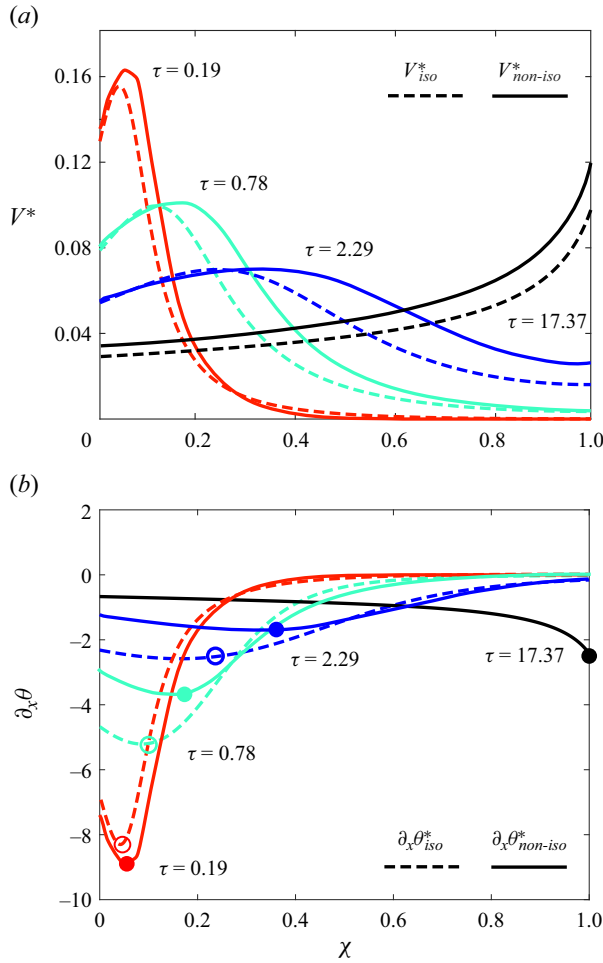 (a)
τ = 0.19
V*iso
V*non-iso
0.16
0.12
τ = 0.78
V*
0.08
τ = 2.29
τ = 17.37
0.04
0
0.2
0.4
0.6
0.8
1.0
(b)
2
0
−2
τ = 2.29
τ = 17.37
∂xθ
−4
τ = 0.78
−6
−8
τ = 0.19
∂xθ*iso
∂xθ*non-iso
−10
0
0.2
0.4
0.6
0.8
1.0
χ